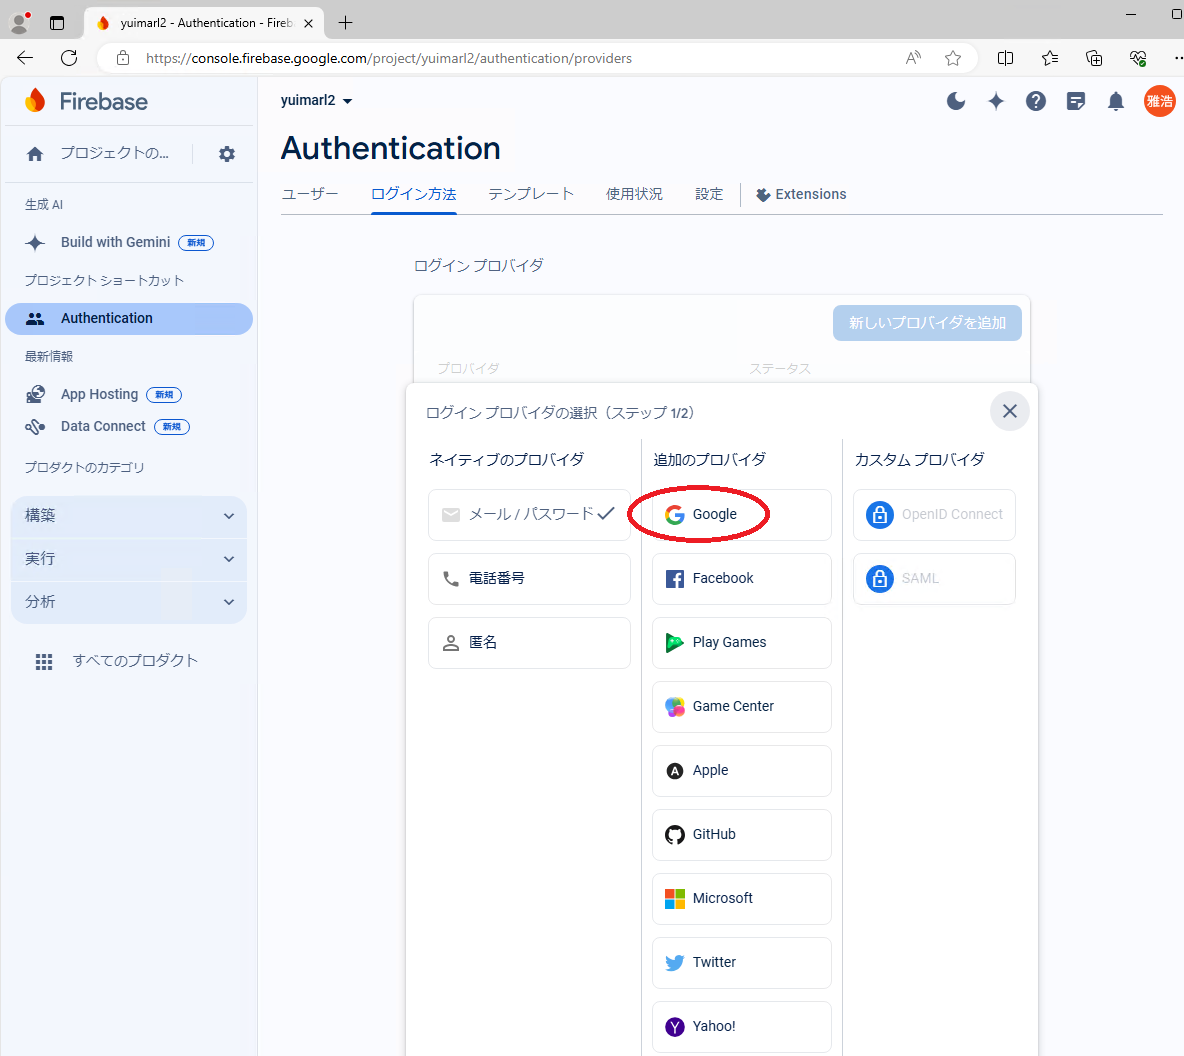 yuimarl2 - Authentication - Fireb
https://console.firebase.google.com/project/yuimarl2/authentication/providers
Firebase
プロジェクトの...
生成 AI
Build with Gemini 新規
プロジェクト ショートカット
Authentication
最新情報
App Hosting 新規
Data Connect 新規
プロダクトのカテゴリ
構築
実行
分析
すべてのプロダクト
yuimarl2
雅浩
Authentication
ユーザー ログイン方法 テンプレート 使用状況 設定 Extensions
ログイン プロバイダ
新しいプロバイダを追加
プロバイダ ステータス
ログイン プロバイダの選択（ステップ 1/2）
ネイティブのプロバイダ
メール / パスワード
電話番号
匿名
追加のプロバイダ
Google
Facebook
Play Games
Game Center
Apple
GitHub
Microsoft
Twitter
Yahoo!
カスタム プロバイダ
OpenID Connect
SAML